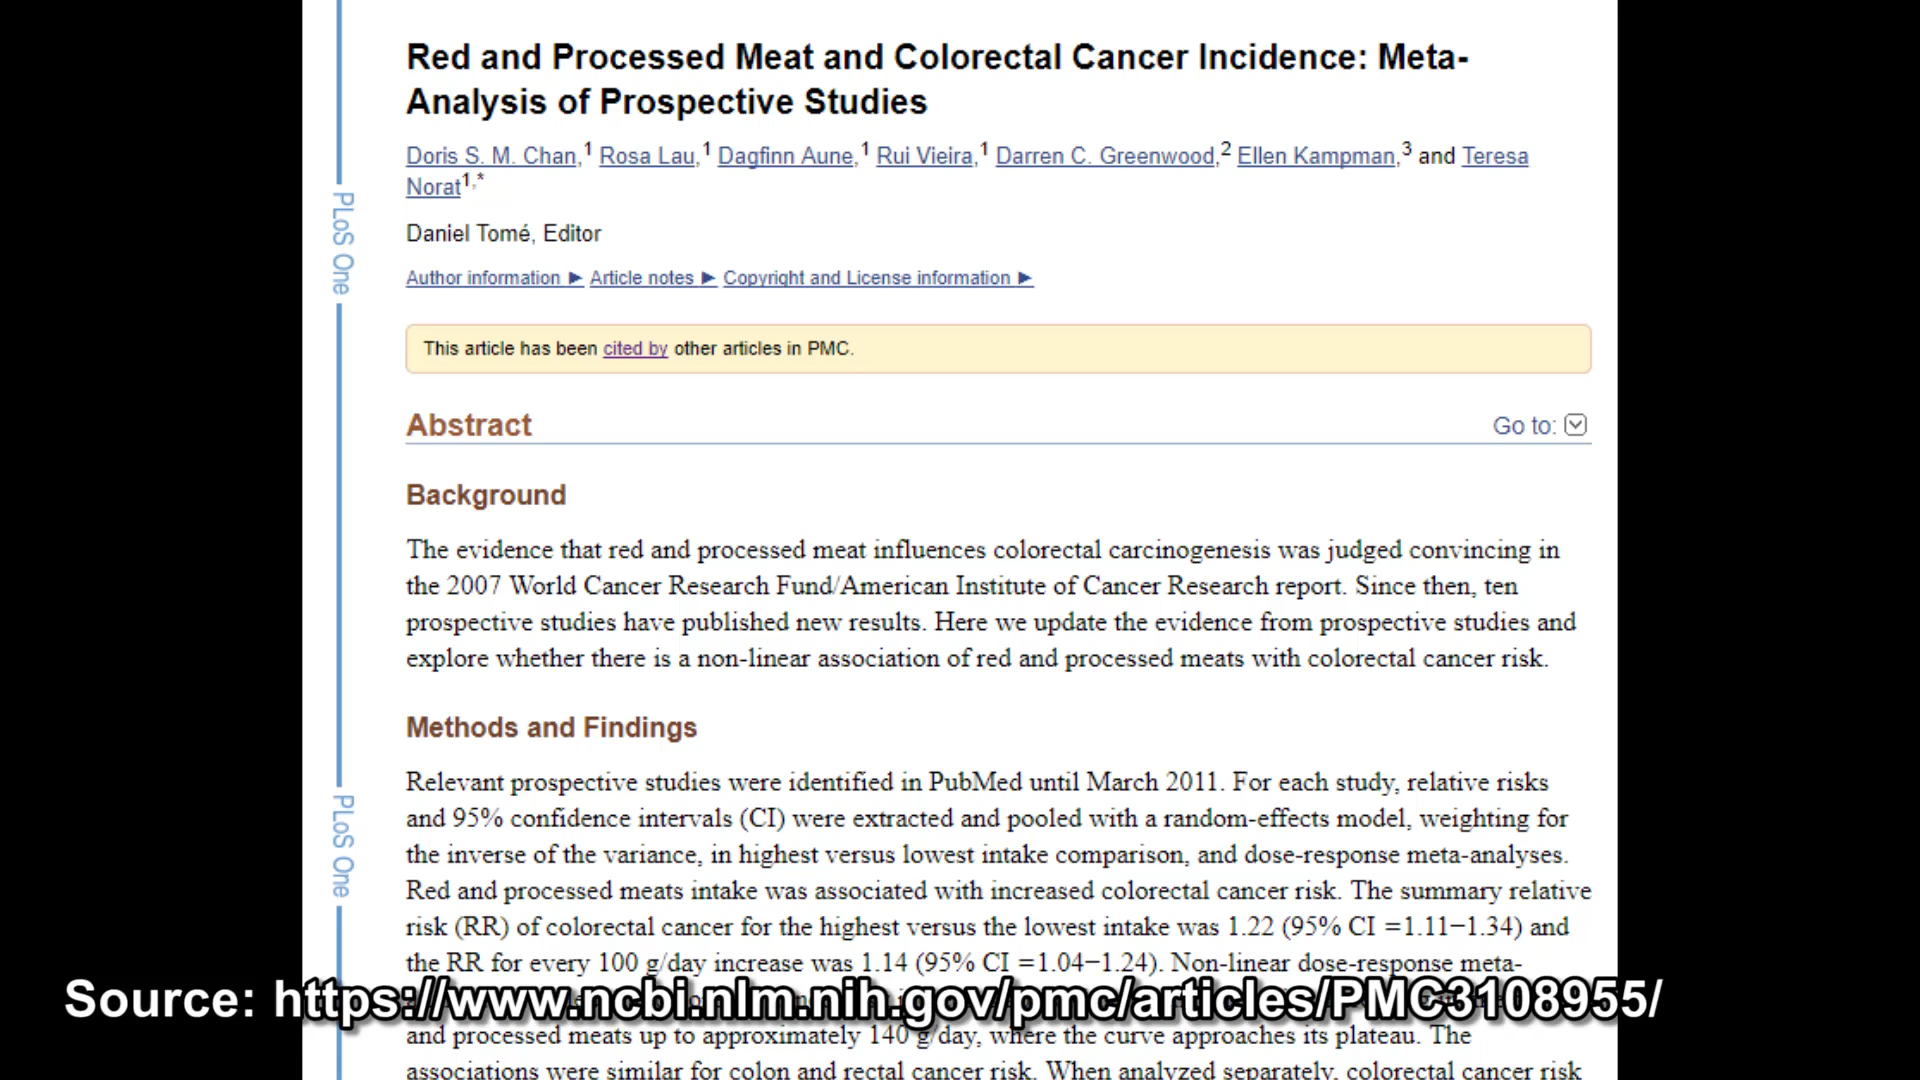 Red and Processed Meat and Colorectal Cancer Incidence: Meta-
Analysis of Prospective Studies
Doris S. M. Chan,1 Rosa Lau,1 Dagfinn Aune,1 Rui Vieira,1 Darren C. Greenwood,2 Ellen Kampman,3 and Teresa
Norat1,*
Daniel Tomé, Editor
Author information ► Article notes ► Copyright and License information ►
PLoS One
This article has been cited by other articles in PMC.
Abstract
Go to:
Background
The evidence that red and processed meat influences colorectal carcinogenesis was judged convincing in
the 2007 World Cancer Research Fund/American Institute of Cancer Research report. Since then, ten
prospective studies have published new results. Here we update the evidence from prospective studies and
explore whether there is a non-linear association of red and processed meats with colorectal cancer risk.
Methods and Findings
Relevant prospective studies were identified in PubMed until March 2011. For each study, relative risks
and 95% confidence intervals (CI) were extracted and pooled with a random-effects model, weighting for
the inverse of the variance, in highest versus lowest intake comparison, and dose-response meta-analyses.
PLoS One
Red and processed meats intake was associated with increased colorectal cancer risk. The summary relative
risk (RR) of colorectal cancer for the highest versus the lowest intake was 1.22 (95% CI =1.11−1.34) and
the RR for every 100 g/day increase was 1.14 (95% CI =1.04−1.24). Non-linear dose-response meta-
Source: https://www.ncbi.nlm.nih.gov/pmc/articles/PMC3108955/
and processed meats up to approximately 140 g/day, where the curve approaches its plateau. The
associations were similar for colon and rectal cancer risk. When analyzed separately, colorectal cancer risk